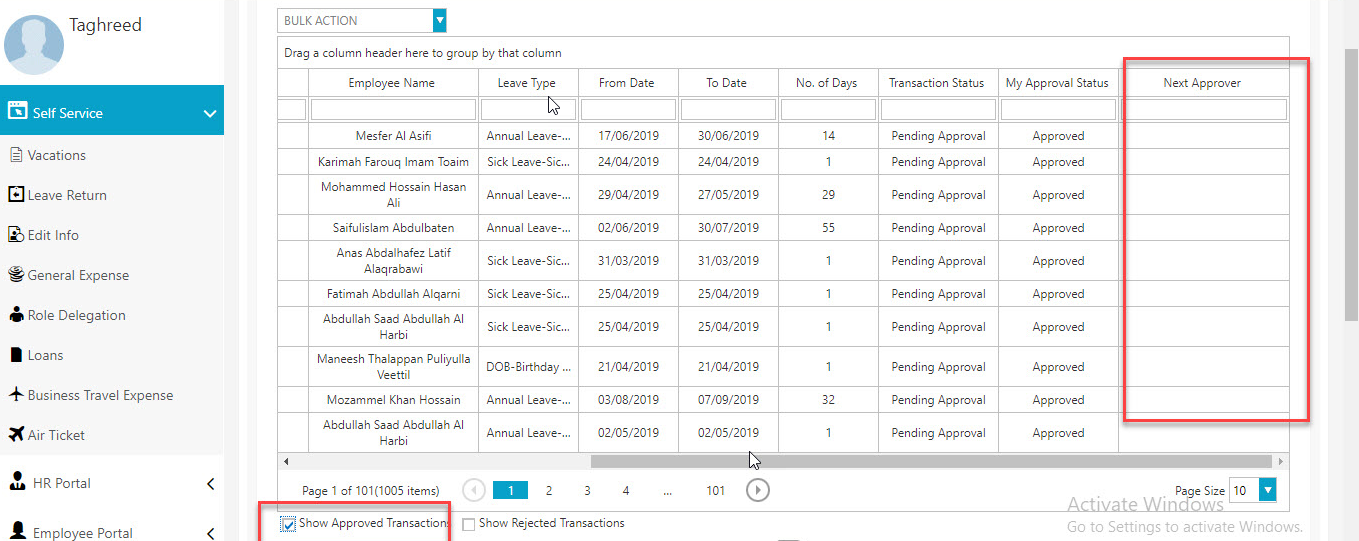 Taghreed
Self Service
Vacations
Leave Return
Edit Info
General Expense
Role Delegation
Loans
Business Travel Expense
Air Ticket
HR Portal
Employee Portal
BULK ACTION
Drag a column header here to group by that column
Employee Name Leave Type From Date To Date No. of Days Transaction Status My Approval Status Next Approver
Mesfer Al Asifi Annual Leave-... 17/06/2019 30/06/2019 14 Pending Approval Approved
Karimah Farouq Imam Toaim Sick Leave-Sic... 24/04/2019 24/04/2019 1 Pending Approval Approved
Mohammed Hossain Hasan
Ali Annual Leave-... 29/04/2019 27/05/2019 29 Pending Approval Approved
Saifulislam Abdulbaten Annual Leave-... 02/06/2019 30/07/2019 55 Pending Approval Approved
Anas Abdalhafez Latif
Alaqrabawi Sick Leave-Sic... 31/03/2019 31/03/2019 1 Pending Approval Approved
Fatimah Abdullah Alqarni Sick Leave-Sic... 25/04/2019 25/04/2019 1 Pending Approval Approved
Abdullah Saad Abdullah Al
Harbi Sick Leave-Sic... 25/04/2019 25/04/2019 1 Pending Approval Approved
Maneesh Thalappan Puliyulla
Veettil DOB-Birthday ... 21/04/2019 21/04/2019 1 Pending Approval Approved
Mozammel Khan Hossain Annual Leave-... 03/08/2019 07/09/2019 32 Pending Approval Approved
Abdullah Saad Abdullah Al
Harbi Annual Leave-... 02/05/2019 02/05/2019 1 Pending Approval Approved
Page 1 of 101(1005 items) 1 2 3 4 ... 101 Page Size 10
Show Approved Transactions Show Rejected Transactions
Activate Windows
Go to Settings to activate Windows.